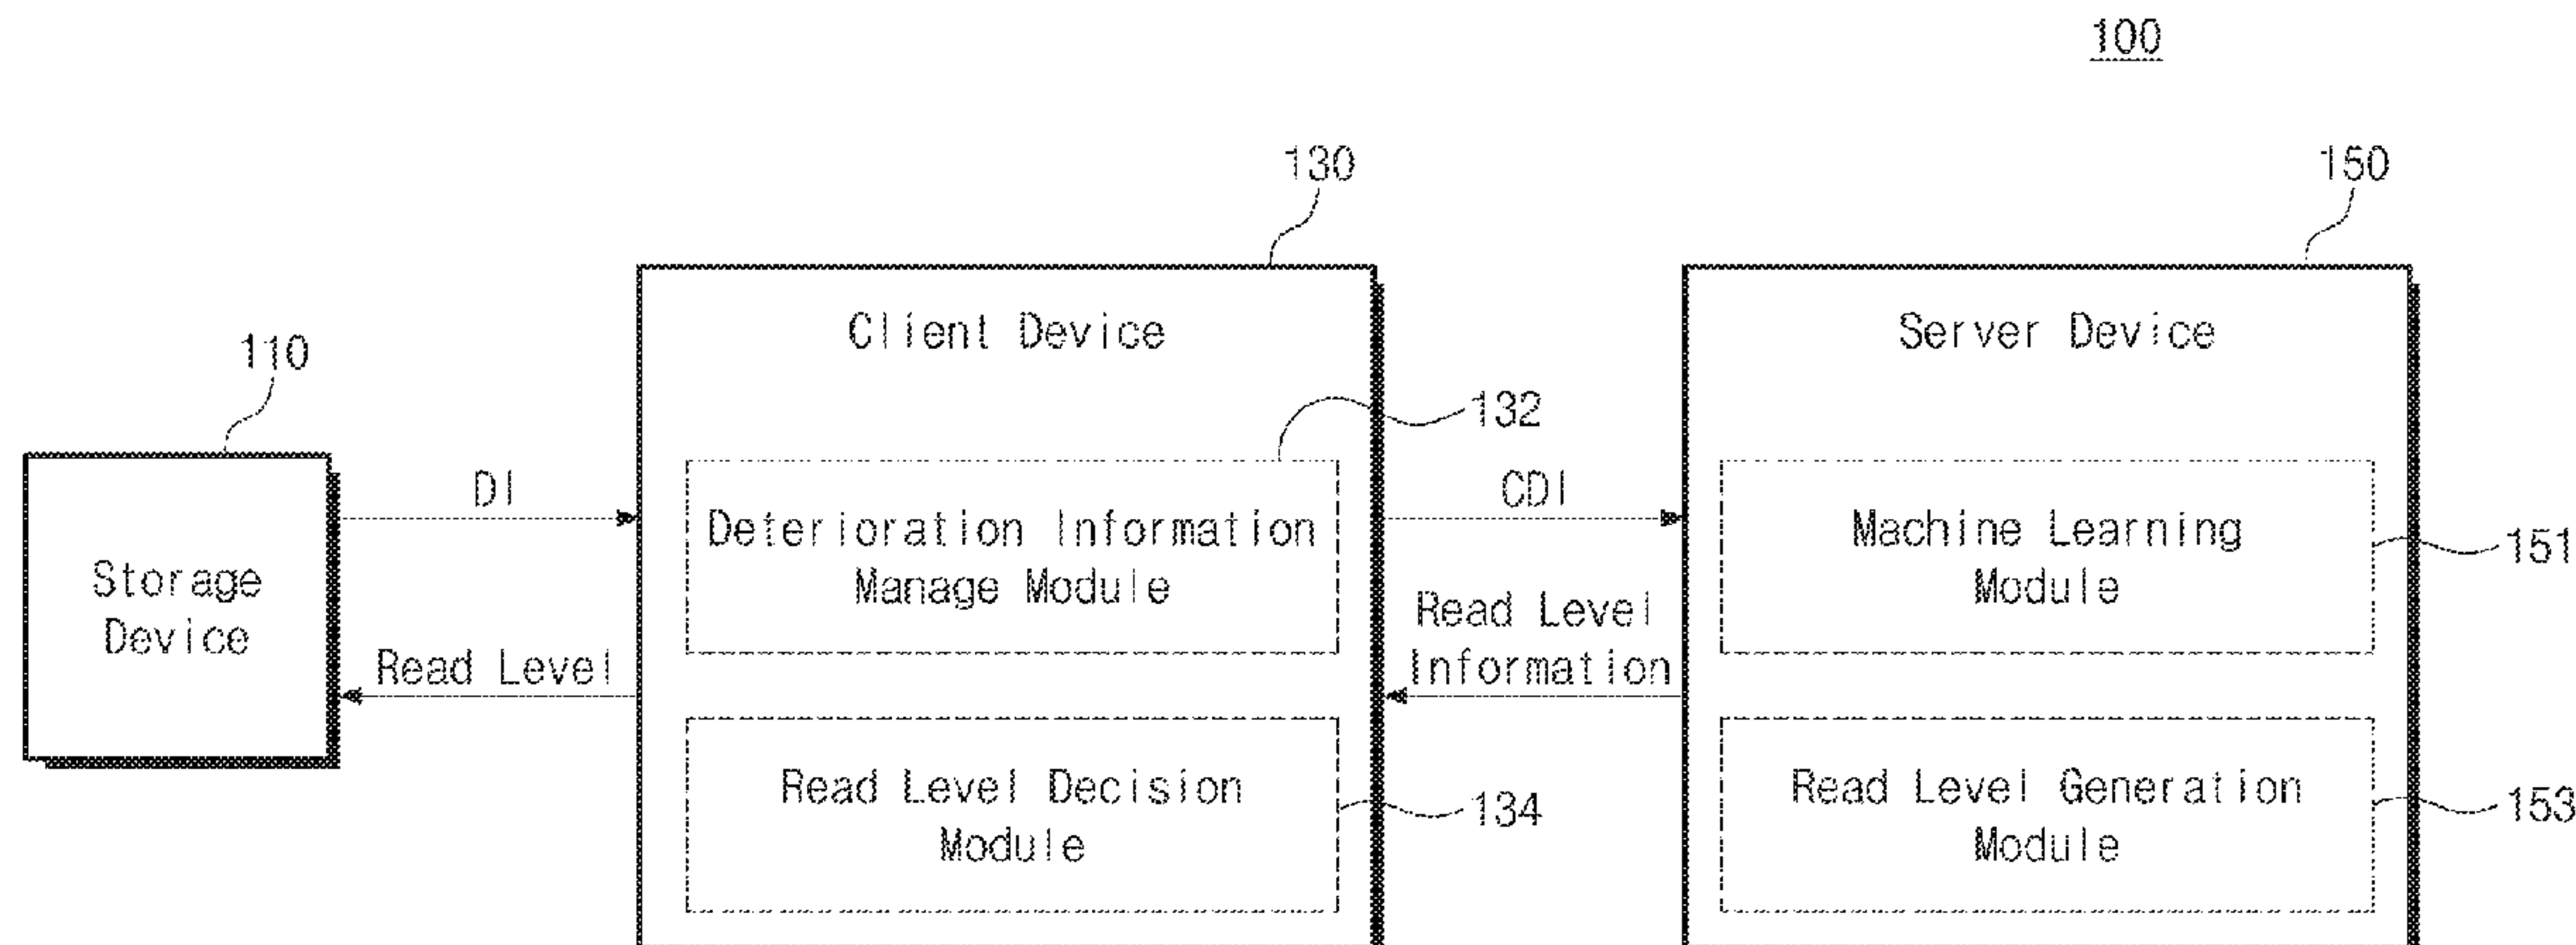 100
130
150
110
Client Device
Server Device
132
DI
CDI
Deterioration Information
Manage Module
Machine Learning
Module
151
Storage
Device
Read Level
Read Level
Information
Read Level Decision
Module
134
Read Level Generation
Module
153